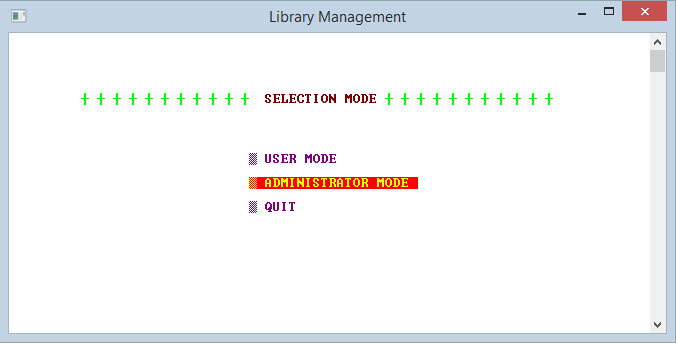 Library Management
┼ ┼ ┼ ┼ ┼ ┼ ┼ ┼ ┼ ┼ ┼ SELECTION MODE ┼ ┼ ┼ ┼ ┼ ┼ ┼ ┼ ┼ ┼ ┼
▒ USER MODE
▒ ADMINISTRATOR MODE
▒ QUIT